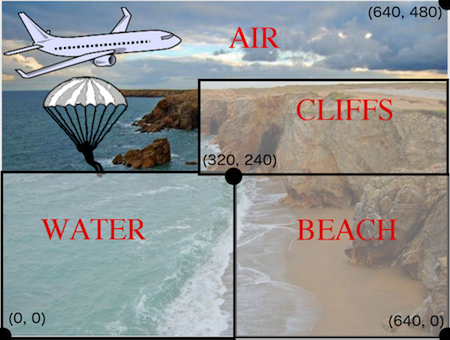 (640, 480)
AIR
CLIFFS
(320, 240)
WATER
BEACH
(0, 0)
(640, 0)